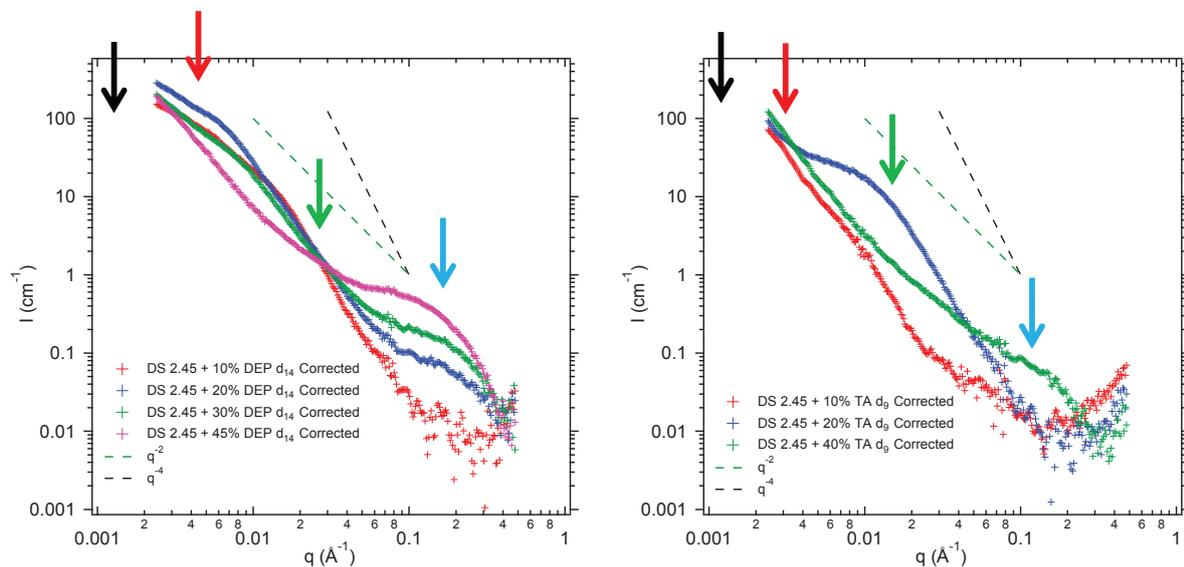 100
10
1
0.1
0.01
0.001
I (cm-1)
DS 2.45 + 10% DEP d14 Corrected
DS 2.45 + 20% DEP d14 Corrected
DS 2.45 + 30% DEP d14 Corrected
DS 2.45 + 45% DEP d14 Corrected
q-2
q-4
2 4 6 8 2 4 6 8 2 4 6 8
0.001 0.01 0.1 1
q (Å-1)
100
10
1
0.1
0.01
0.001
I (cm-1)
DS 2.45 + 10% TA d9 Corrected
DS 2.45 + 20% TA d9 Corrected
DS 2.45 + 40% TA d9 Corrected
q-2
q-4
2 4 6 8 2 4 6 8 2 4 6 8
0.001 0.01 0.1 1
q (Å-1)